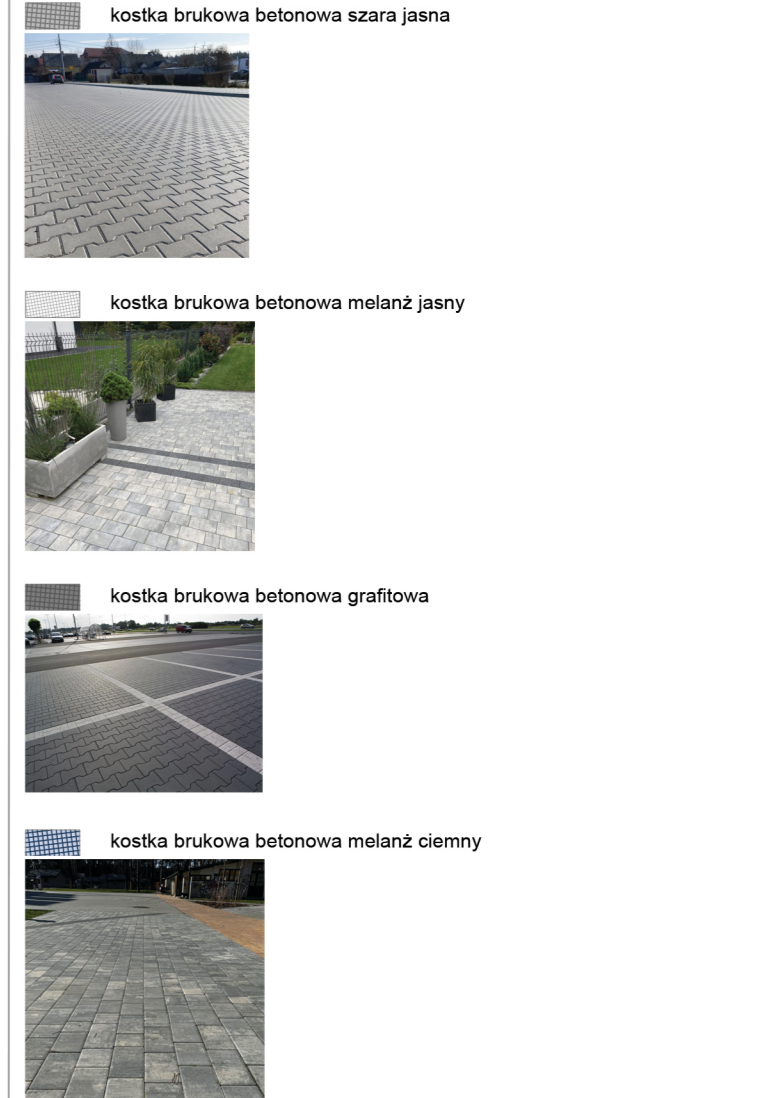 kostka brukowa betonowa szara jasna
kostka brukowa betonowa melanż jasny
kostka brukowa betonowa grafitowa
kostka brukowa betonowa melanż ciemny